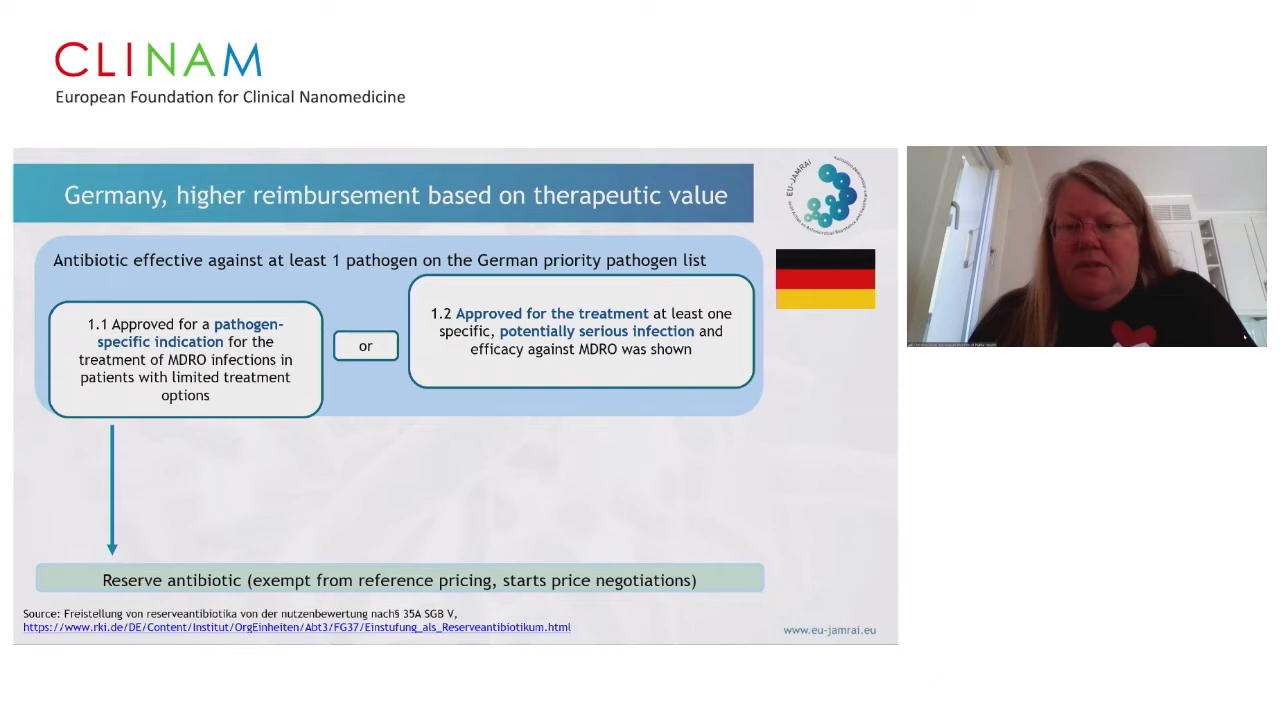 CLINAM
European Foundation for Clinical Nanomedicine
Germany, higher reimbursement based on therapeutic value
EU-JAMRAI
Antibiotic effective against at least 1 pathogen on the German priority pathogen list
1.1 Approved for a pathogen-
specific indication for the
treatment of MDRO infections in
patients with limited treatment
options
or
1.2 Approved for the treatment at least one
specific, potentially serious infection and
efficacy against MDRO was shown
Reserve antibiotic (exempt from reference pricing, starts price negotiations)
Source: Freistellung von reserveantibiotika von der nutzenbewertung nach§ 35A SGB V,
https://www.rki.de/DE/Content/Institut/OrgEinheiten/Abt3/FG37/Einstufung_als_Reserveantibiotikum.html
www.eu-jamrai.eu